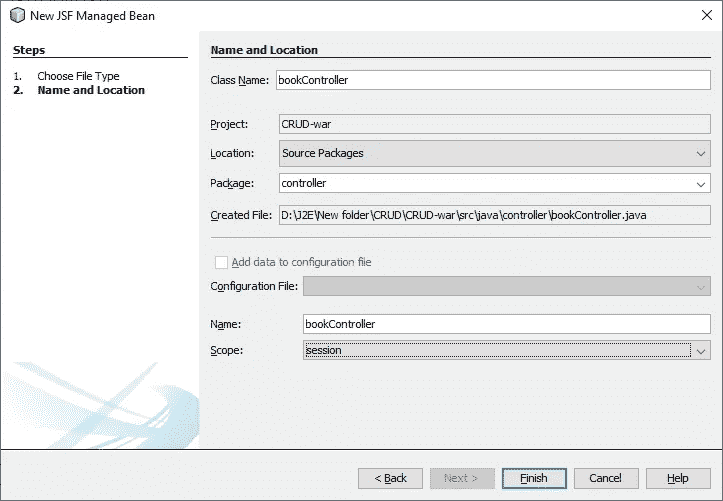 New JSF Managed Bean
Steps
1. Choose File Type
2. Name and Location
Name and Location
Class Name: bookController
Project: CRUD-war
Location: Source Packages
Package: controller
Created File: D:\J2E\New folder\CRUD\CRUD-war\src\java\controller\bookController.java
Add data to configuration file
Configuration File:
Name: bookController
Scope: session
< Back Next > Finish Cancel Help